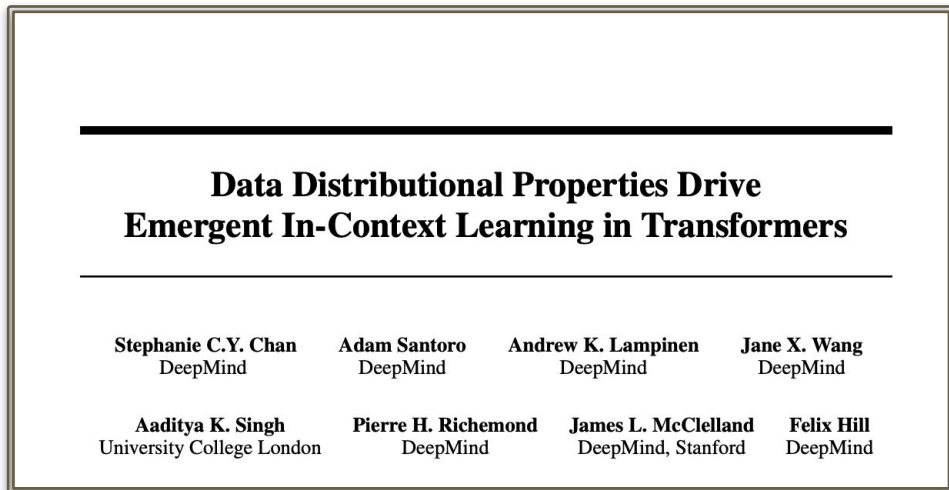 Data Distributional Properties Drive
Emergent In-Context Learning in Transformers
Stephanie C.Y. Chan Adam Santoro Andrew K. Lampinen Jane X. Wang
DeepMind DeepMind DeepMind DeepMind
Aaditya K. Singh Pierre H. Richemond James L. McClelland Felix Hill
University College London DeepMind DeepMind, Stanford DeepMind